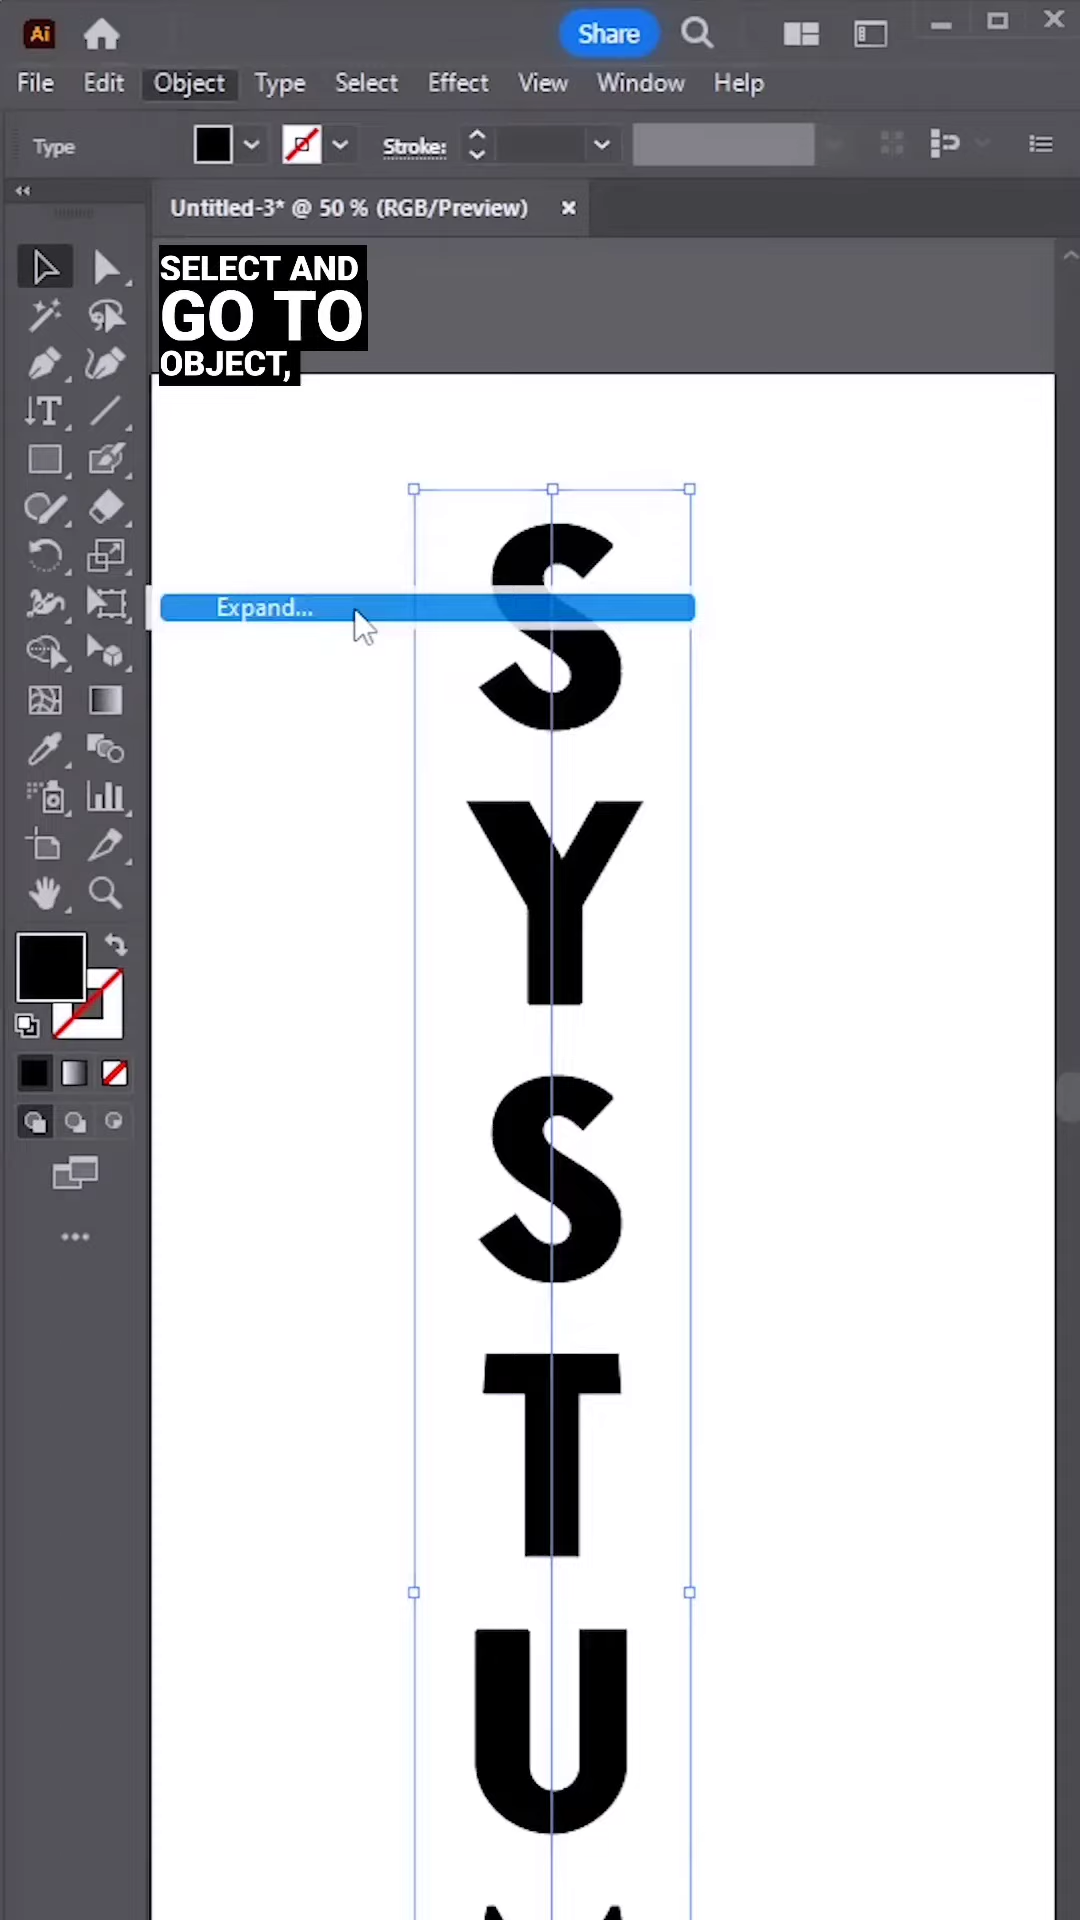 Ai
Share
File Edit Object Type Select Effect View Window Help
Type
Stroke:
Untitled-3* @ 50 % (RGB/Preview)
SELECT AND
GO TO
OBJECT,
Expand...
S
Y
S
T
U